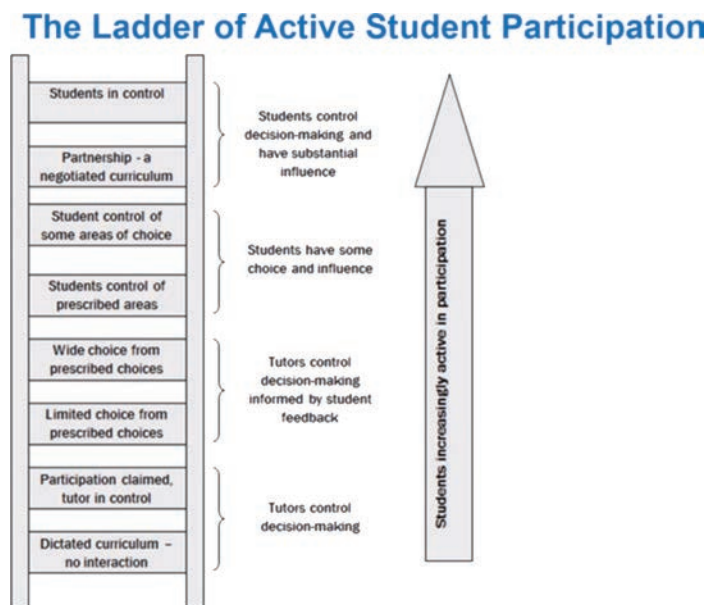 The Ladder of Active Student Participation
Students in control
Partnership - a
negotiated curriculum
Students control
decision-making and
have substantial
influence
Student control of
some areas of choice
Students control of
prescribed areas
Students have some
choice and influence
Wide choice from
prescribed choices
Limited choice from
prescribed choices
Tutors control
decision-making
informed by student
feedback
Participation claimed,
tutor in control
Dictated curriculum –
no interaction
Tutors control
decision-making
Students increasingly active in participation